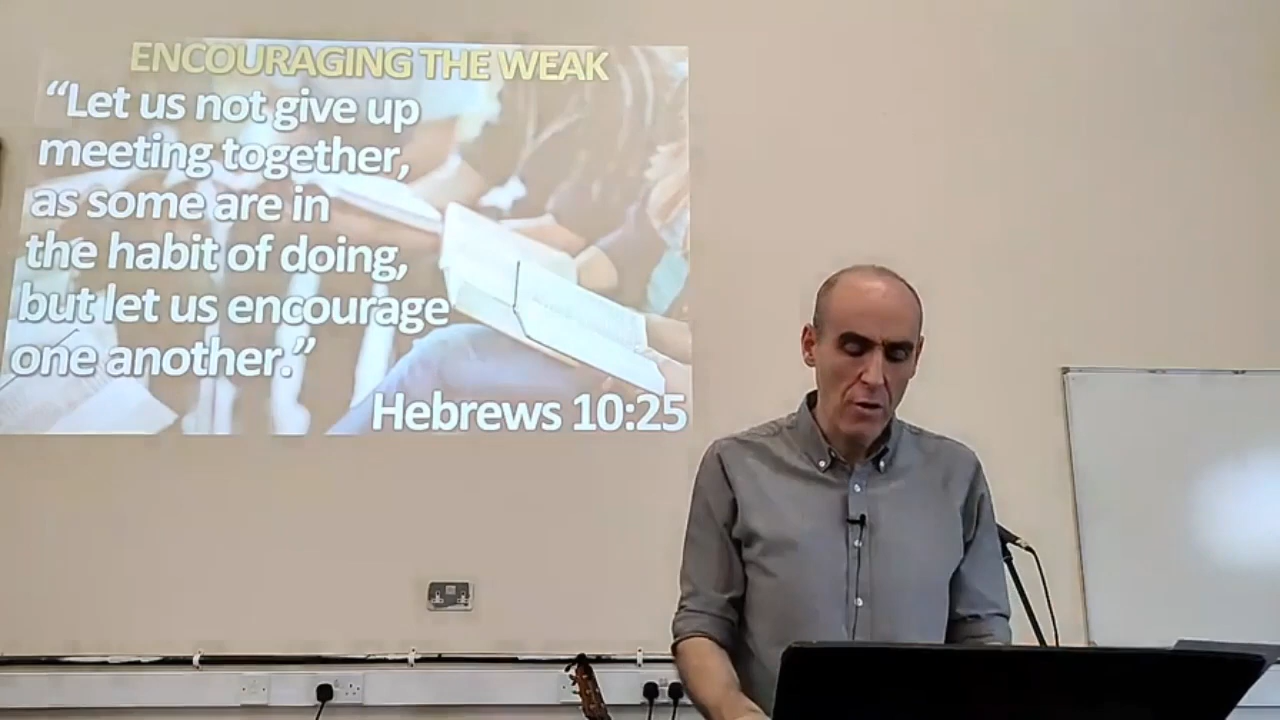 ENCOURAGING THE WEAK
“Let us not give up
meeting together,
as some are in
the habit of doing,
but let us encourage
one another.”
Hebrews 10:25